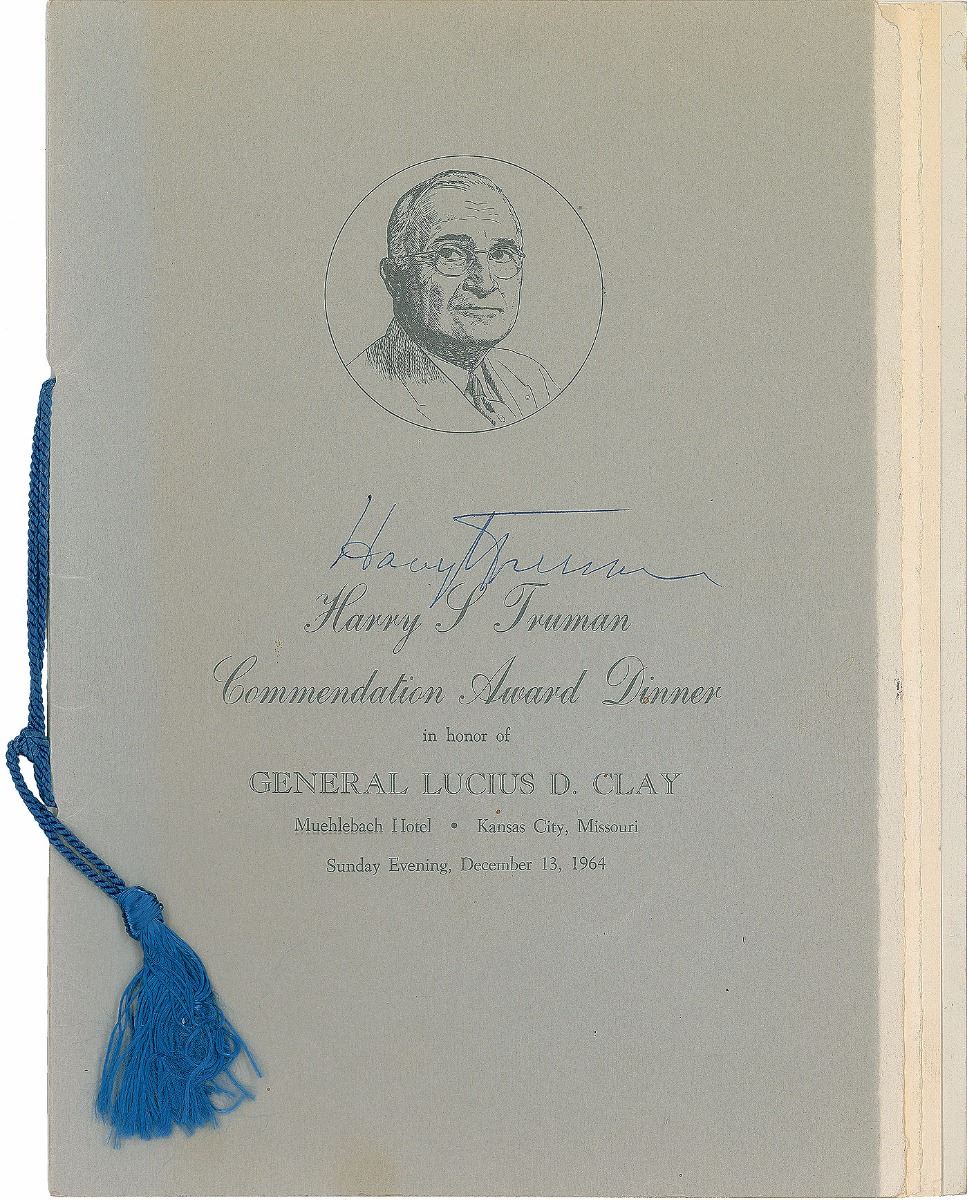 Harry S Truman
Harry S Truman
Commendation Award Dinner
in honor of
GENERAL LUCIUS D. CLAY
Muehlebach Hotel • Kansas City, Missouri
Sunday Evening, December 13, 1964